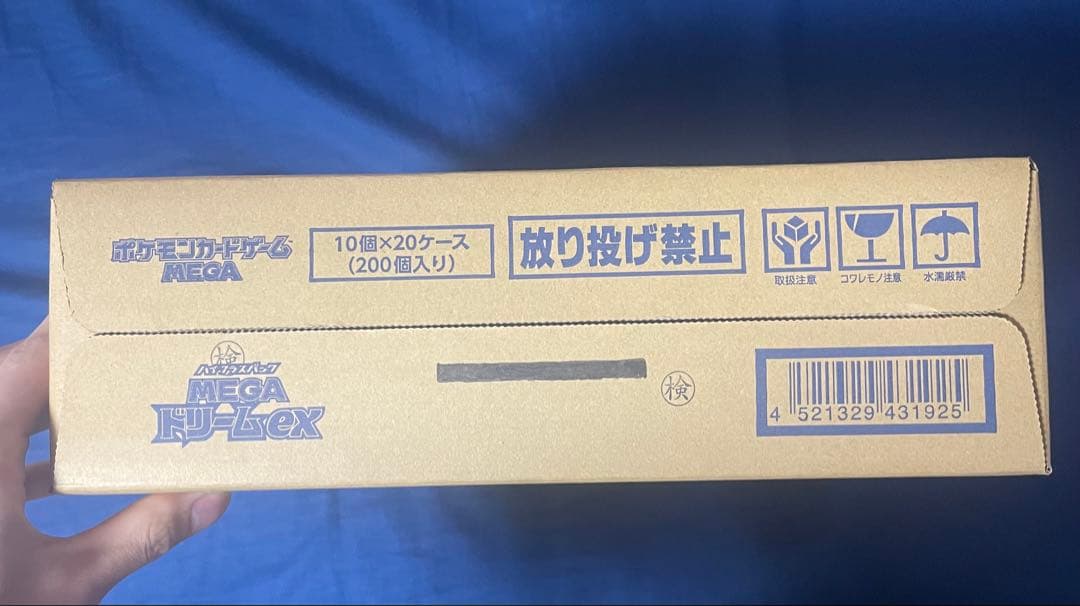 ポケモンカードゲーム
MEGA
10個×20ケース
(200個入り)
放り投げ禁止
取扱注意
コワレモノ注意
水濡厳禁
検
ハイクラスパック
MEGA
ドリームex
検
4 521329 431925